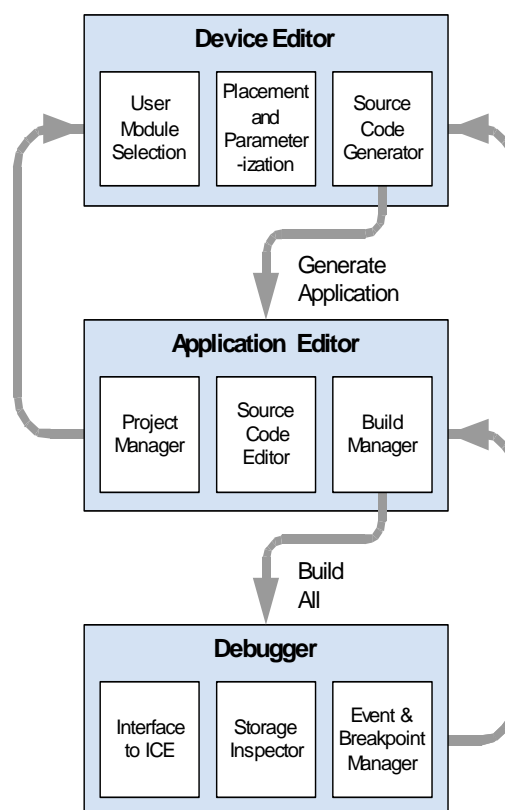 Device Editor
User
Module
Selection
Placement
and
Parameter
-ization
Source
Code
Generator
Generate
Application
Application Editor
Project
Manager
Source
Code
Editor
Build
Manager
Build
All
Debugger
Interface
to ICE
Storage
Inspector
Event &
Breakpoint
Manager